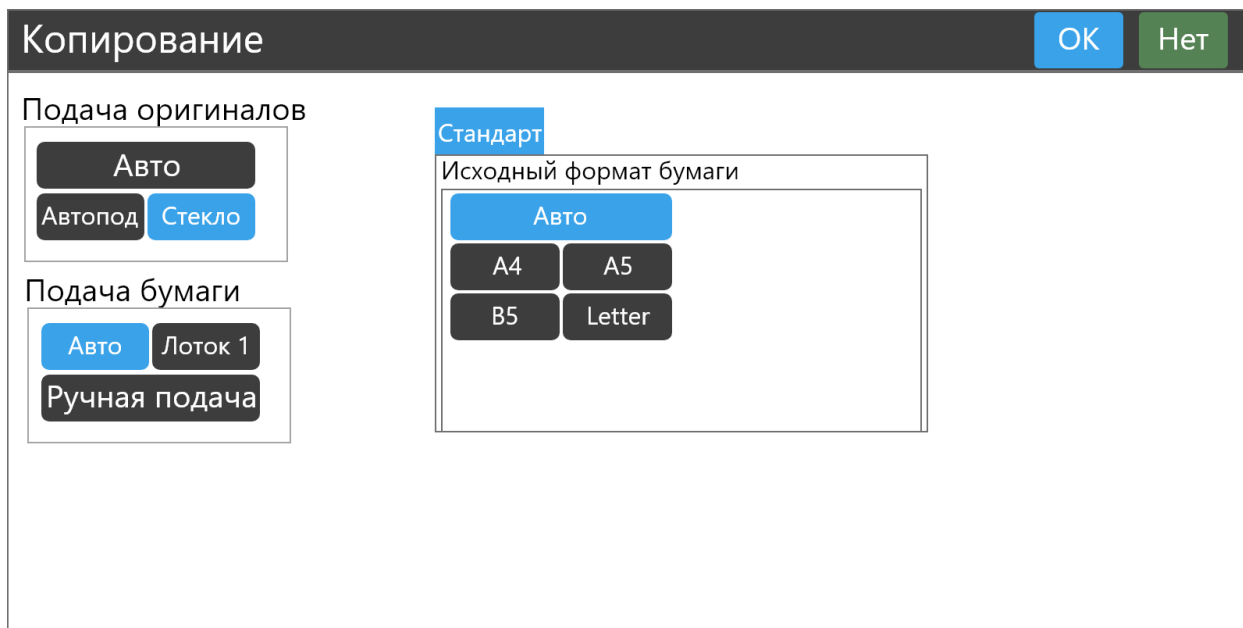 Копирование
ОК
Нет
Подача оригиналов
Авто
Автопод
Стекло
Подача бумаги
Авто
Лоток 1
Ручная подача
Стандарт
Исходный формат бумаги
Авто
A4
A5
B5
Letter